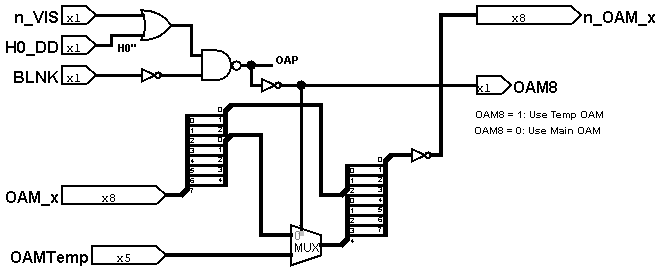 n_VIS x1
H0_DD x1
H0"
BLNK x1
OAP
x8 n_OAM_x
x1 OAM8
OAM8 = 1: Use Temp OAM
OAM8 = 0: Use Main OAM
OAM_x x8
0
1
2
3
4
5
6
7
0
1
2
0
1
2
3
4
0
1
2
0
1
2
3
4
0
1
2
3
4
5
6
7
0
MUX
OAMTemp x5